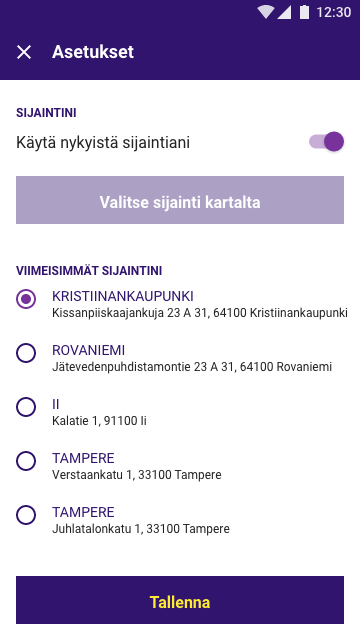 12:30
Asetukset
SIJAINTINI
Käytä nykyistä sijaintiani
Valitse sijainti kartalta
VIIMEISIMMÄT SIJAINTINI
KRISTIINANKAUPUNKI
Kissanpiiskaajankuja 23 A 31, 64100 Kristiinankaupunki
ROVANIEMI
Jätevedenpuhdistamontie 23 A 31, 64100 Rovaniemi
II
Kalatie 1, 91100 Ii
TAMPERE
Verstaankatu 1, 33100 Tampere
TAMPERE
Juhlatalonkatu 1, 33100 Tampere
Tallenna